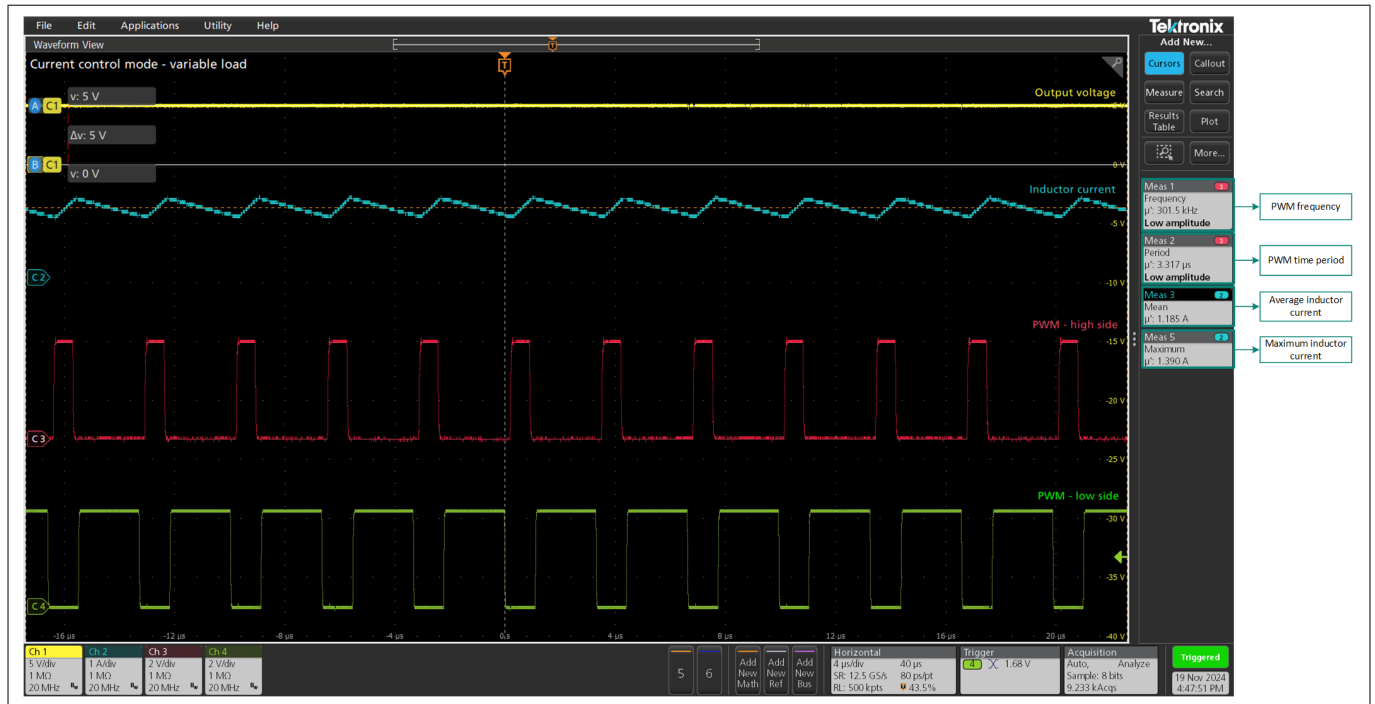 File Edit Applications Utility Help
Tektronix
Waveform View
Add New...
Current control mode - variable load
T
T
Cursors Callout
Measure Search
Results Table Plot
More...
Output voltage
A C1 v: 5 V
Δv: 5 V
B C1 v: 0 V
0 V
Inductor current
-5 V
C2
-10 V
PWM - high side
-15 V
-20 V
C3
-25 V
PWM - low side
-30 V
-35 V
C4
-16 µs -12 µs -8 µs -4 µs 0 s 4 µs 8 µs 12 µs 16 µs 20 µs -40 V
Meas 1 3
Frequency
µ': 301.5 kHz
Low amplitude
PWM frequency
Meas 2 3
Period
µ': 3.317 µs
Low amplitude
PWM time period
Meas 3 2
Mean
µ': 1.185 A
Average inductor
current
Meas 5 2
Maximum
µ': 1.390 A
Maximum inductor
current
Ch 1
5 V/div
1 MΩ
20 MHz
Ch 2
1 A/div
1 MΩ
20 MHz
Ch 3
2 V/div
1 MΩ
20 MHz
Ch 4
2 V/div
1 MΩ
20 MHz
5 6
Add
New
Math
Add
New
Ref
Add
New
Bus
Horizontal
4 µs/div 40 µs
SR: 12.5 GS/s 80 ps/pt
RL: 500 kpts 43.5%
Trigger
4 1.68 V
Acquisition
Auto, Analyze
Sample: 8 bits
9.233 kAcqs
Triggered
19 Nov 2024
4:47:51 PM